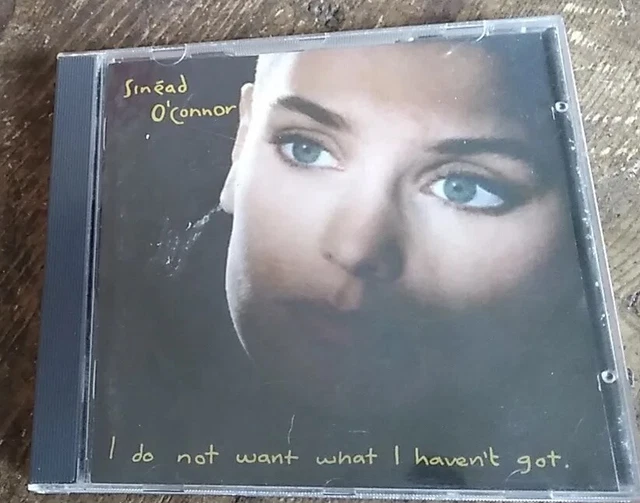 Sinéad
O'Connor
I do not want what I haven't got.